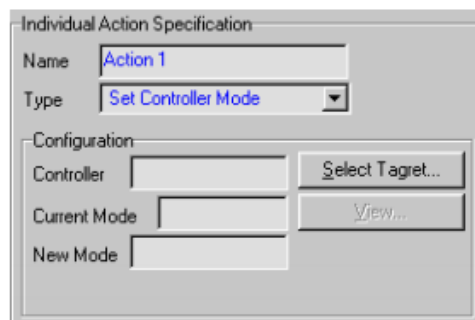 Individual Action Specification
Name Action 1
Type Set Controller Mode
Configuration
Controller Select Tagret...
Current Mode View...
New Mode